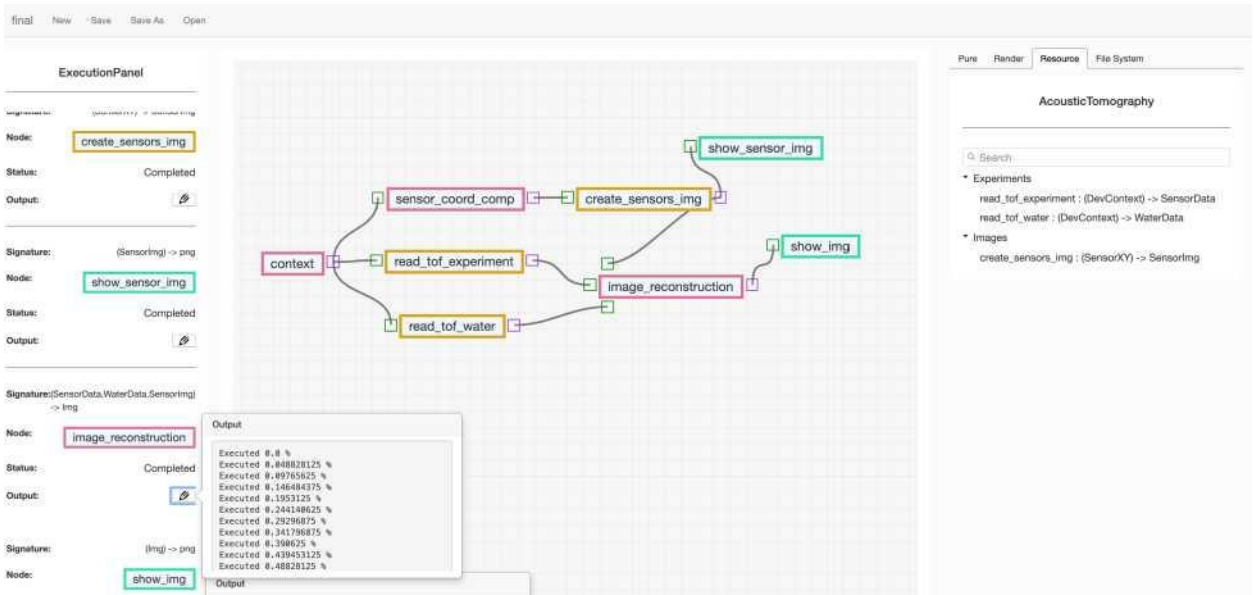 final New Save Save As Open
ExecutionPanel
Node: create_sensors_img
Status: Completed
Output:
Signature: (SensorImg) -> png
Node: show_sensor_img
Status: Completed
Output:
Signature:(SensorData,WaterData,SensorImg)
-> Img
Node: image_reconstruction
Status: Completed
Output:
Signature: (Img) -> png
Node: show_img
show_sensor_img
sensor_coord_comp
create_sensors_img
show_img
context
read_tof_experiment
image_reconstruction
read_tof_water
Output
Executed 0.0 %
Executed 0.048828125 %
Executed 0.09765625 %
Executed 0.146484375 %
Executed 0.1953125 %
Executed 0.244140625 %
Executed 0.29296875 %
Executed 0.341796875 %
Executed 0.390625 %
Executed 0.439453125 %
Executed 0.48828125 %
Output
Pure Render Resource File System
AcousticTomography
Search
Experiments
read_tof_experiment : (DevContext) -> SensorData
read_tof_water : (DevContext) -> WaterData
Images
create_sensors_img : (SensorXY) -> SensorImg